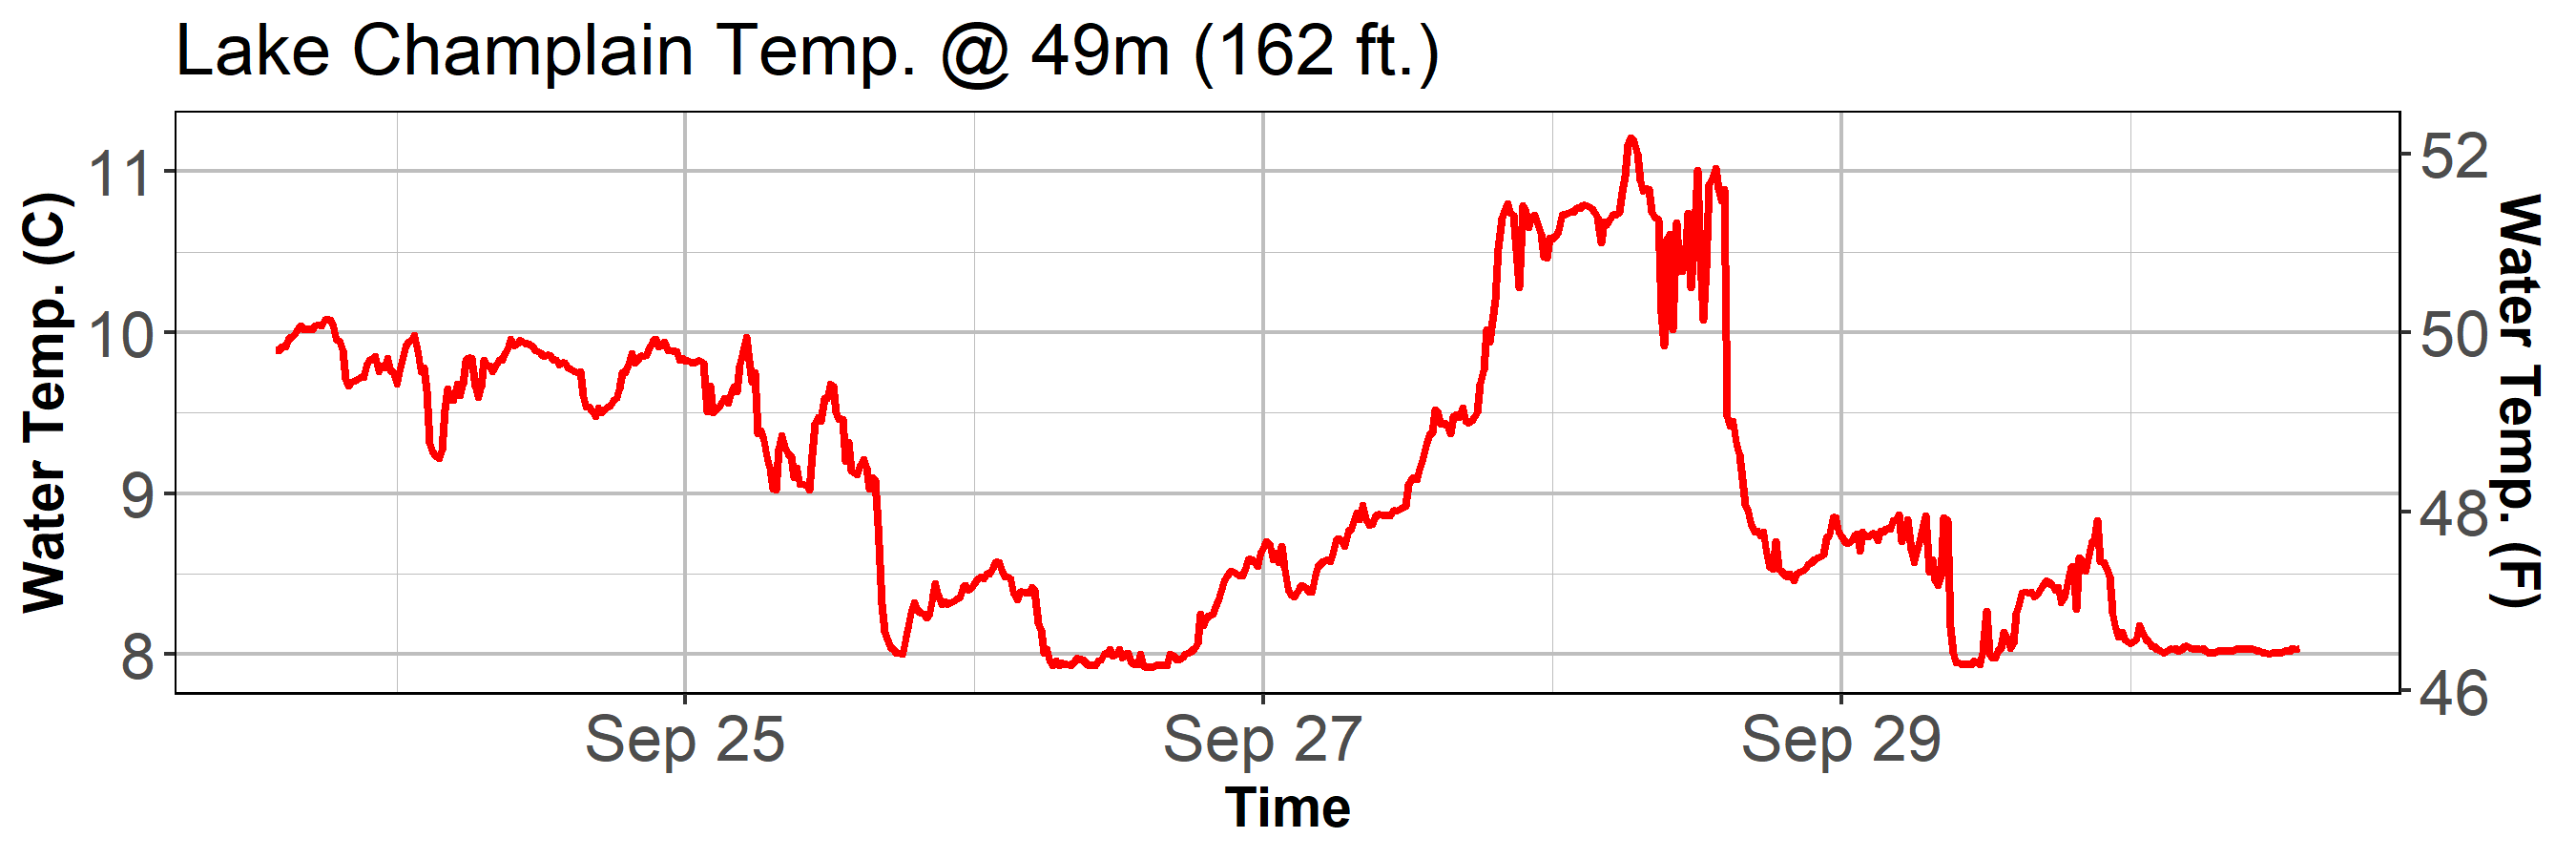 Lake Champlain Temp. @ 49m (162 ft.)
Water Temp. (C)
11
10
9
8
52
50
48
46
Water Temp. (F)
Sep 25 Sep 27 Sep 29
Time